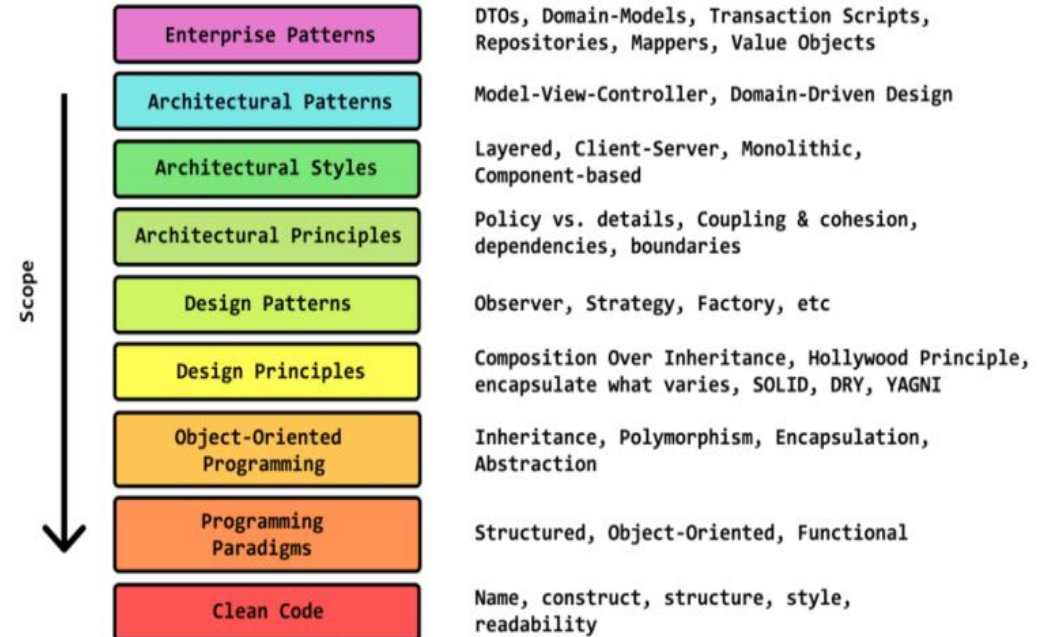 Enterprise Patterns
DTOs, Domain-Models, Transaction Scripts,
Repositories, Mappers, Value Objects
Architectural Patterns
Model-View-Controller, Domain-Driven Design
Architectural Styles
Layered, Client-Server, Monolithic,
Component-based
Architectural Principles
Policy vs. details, Coupling & cohesion,
dependencies, boundaries
Scope
Design Patterns
Observer, Strategy, Factory, etc
Design Principles
Composition Over Inheritance, Hollywood Principle,
encapsulate what varies, SOLID, DRY, YAGNI
Object-Oriented
Programming
Inheritance, Polymorphism, Encapsulation,
Abstraction
Programming
Paradigms
Structured, Object-Oriented, Functional
Clean Code
Name, construct, structure, style,
readability